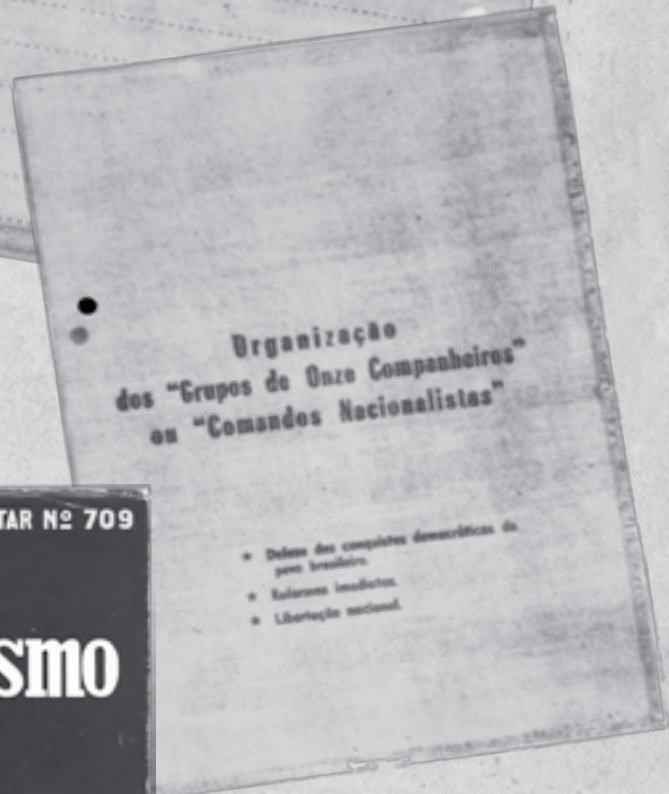 Organização
dos "Grupos de Onze Companheiros"
ou "Comandos Nacionalistas"
* Defesa das conquistas democráticas do
povo brasileiro.
* Reformas imediatas.
* Libertação nacional.
TAR Nº 709
smo